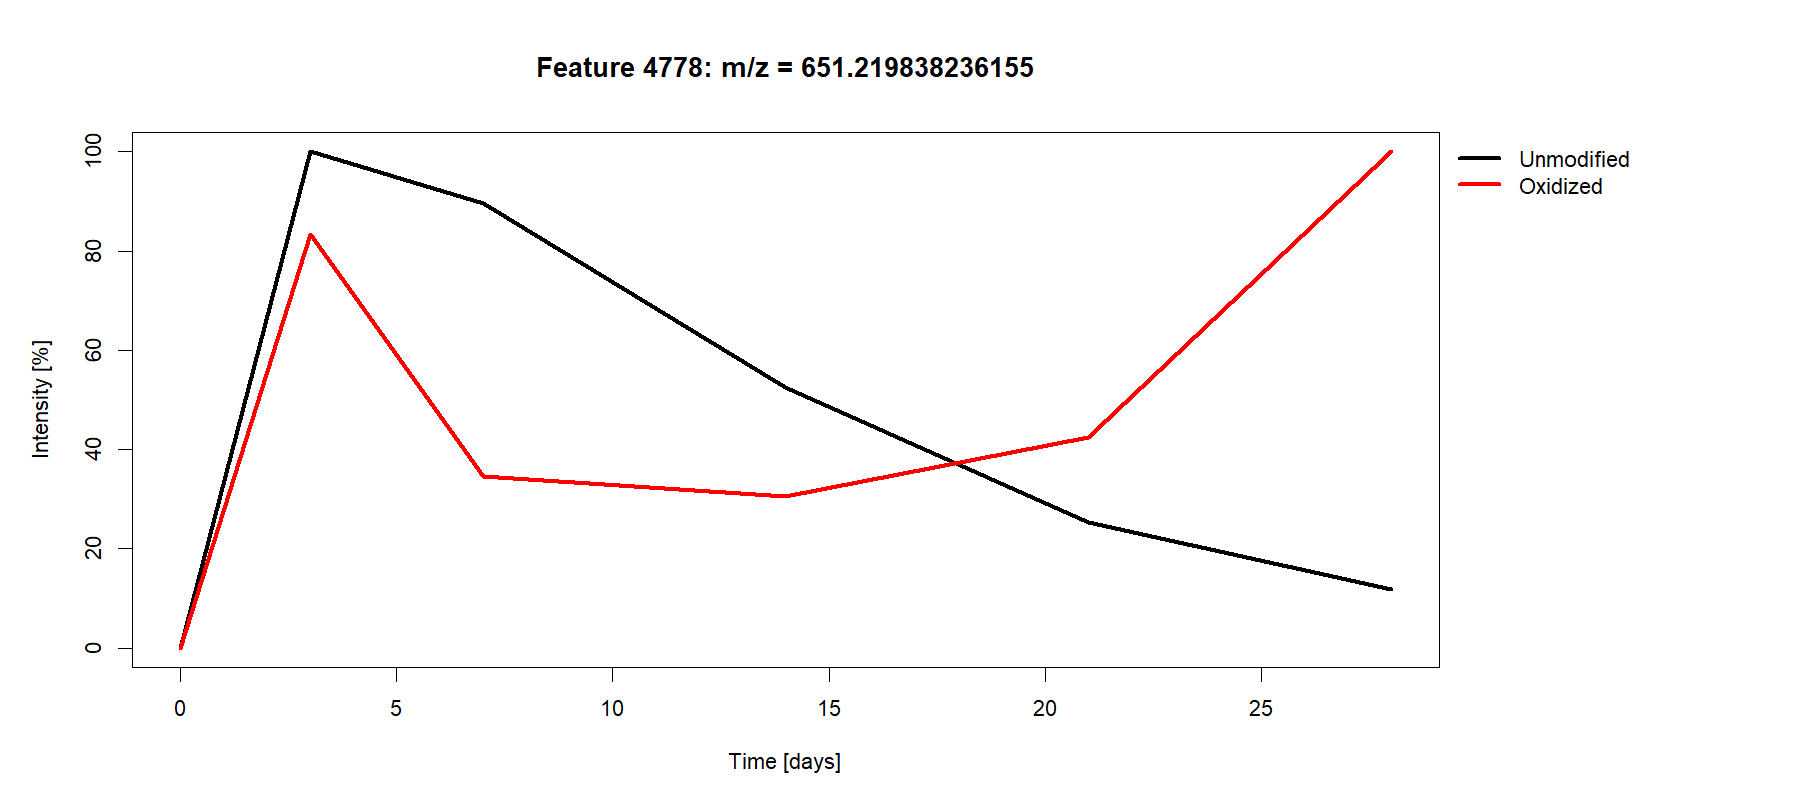 Feature 4778: m/z = 651.219838236155
Unmodified
Oxidized
Intensity [%]
100
80
60
40
20
0
0 5 10 15 20 25
Time [days]